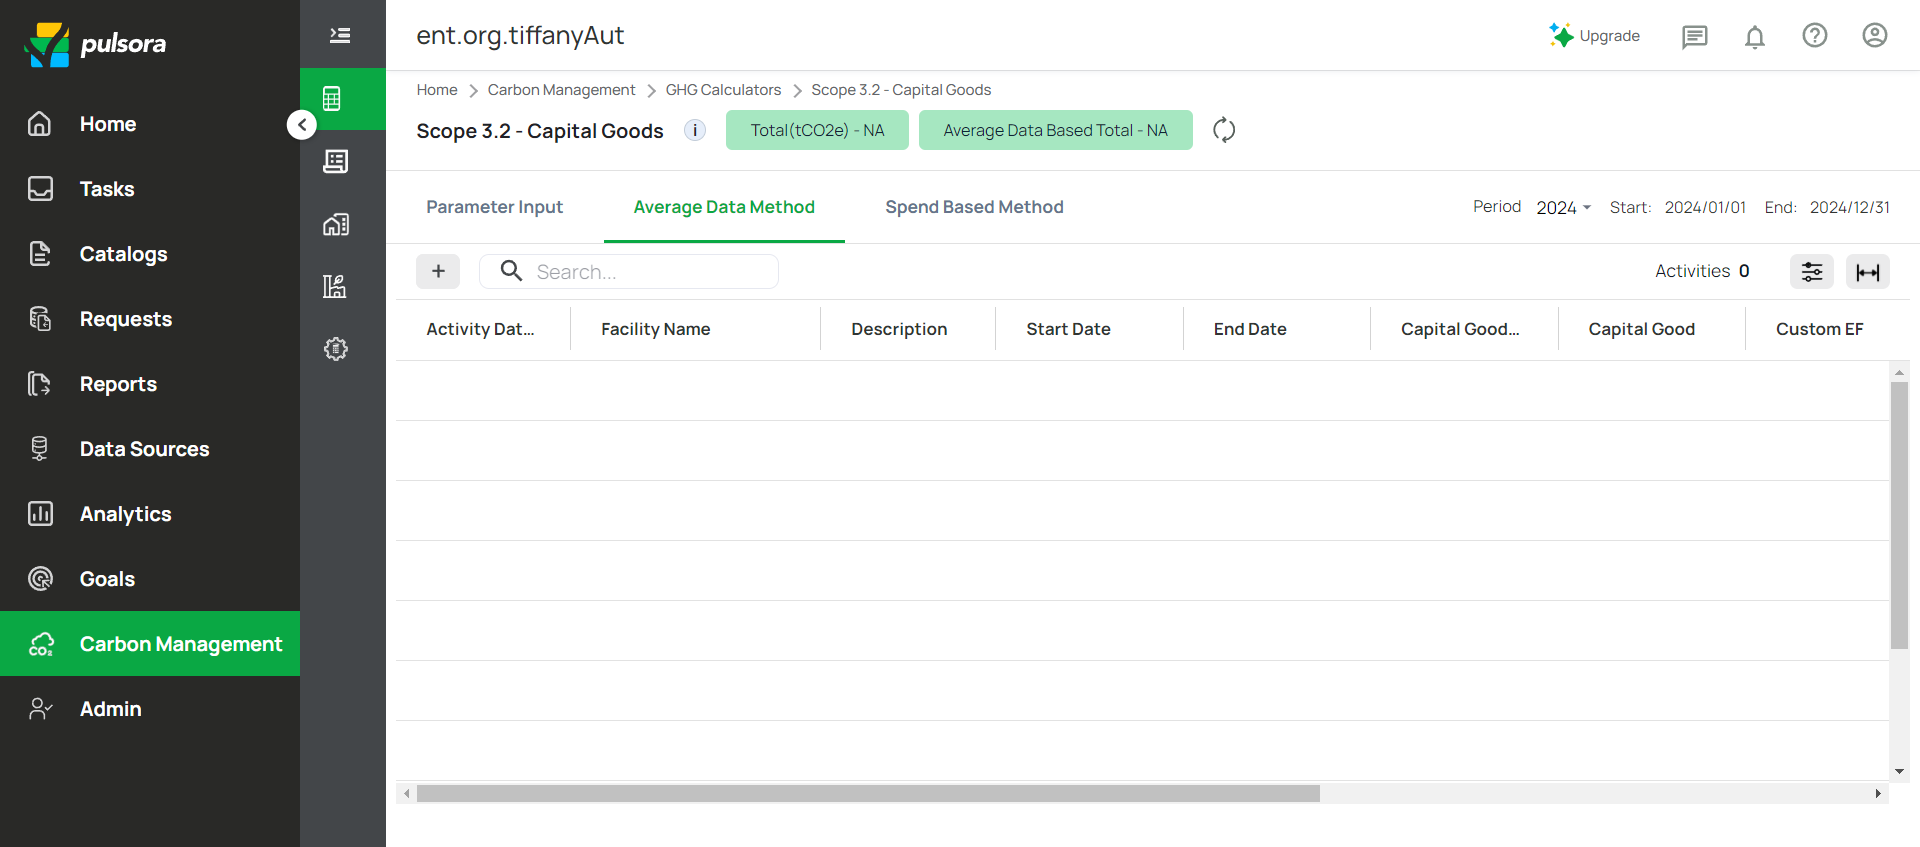 pulsora
Home
Tasks
Catalogs
Requests
Reports
Data Sources
Analytics
Goals
CO₂ Carbon Management
Admin
ent.org.tiffanyAut
Upgrade
Home > Carbon Management > GHG Calculators > Scope 3.2 - Capital Goods
Scope 3.2 - Capital Goods i Total(tCO2e) - NA Average Data Based Total - NA
Parameter Input Average Data Method Spend Based Method Period 2024 Start: 2024/01/01 End: 2024/12/31
+ Search... Activities 0
Activity Dat... Facility Name Description Start Date End Date Capital Good... Capital Good Custom EF